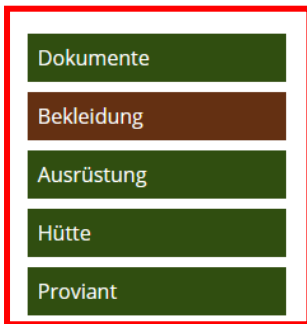 Dokumente
Bekleidung
Ausrüstung
Hütte
Proviant